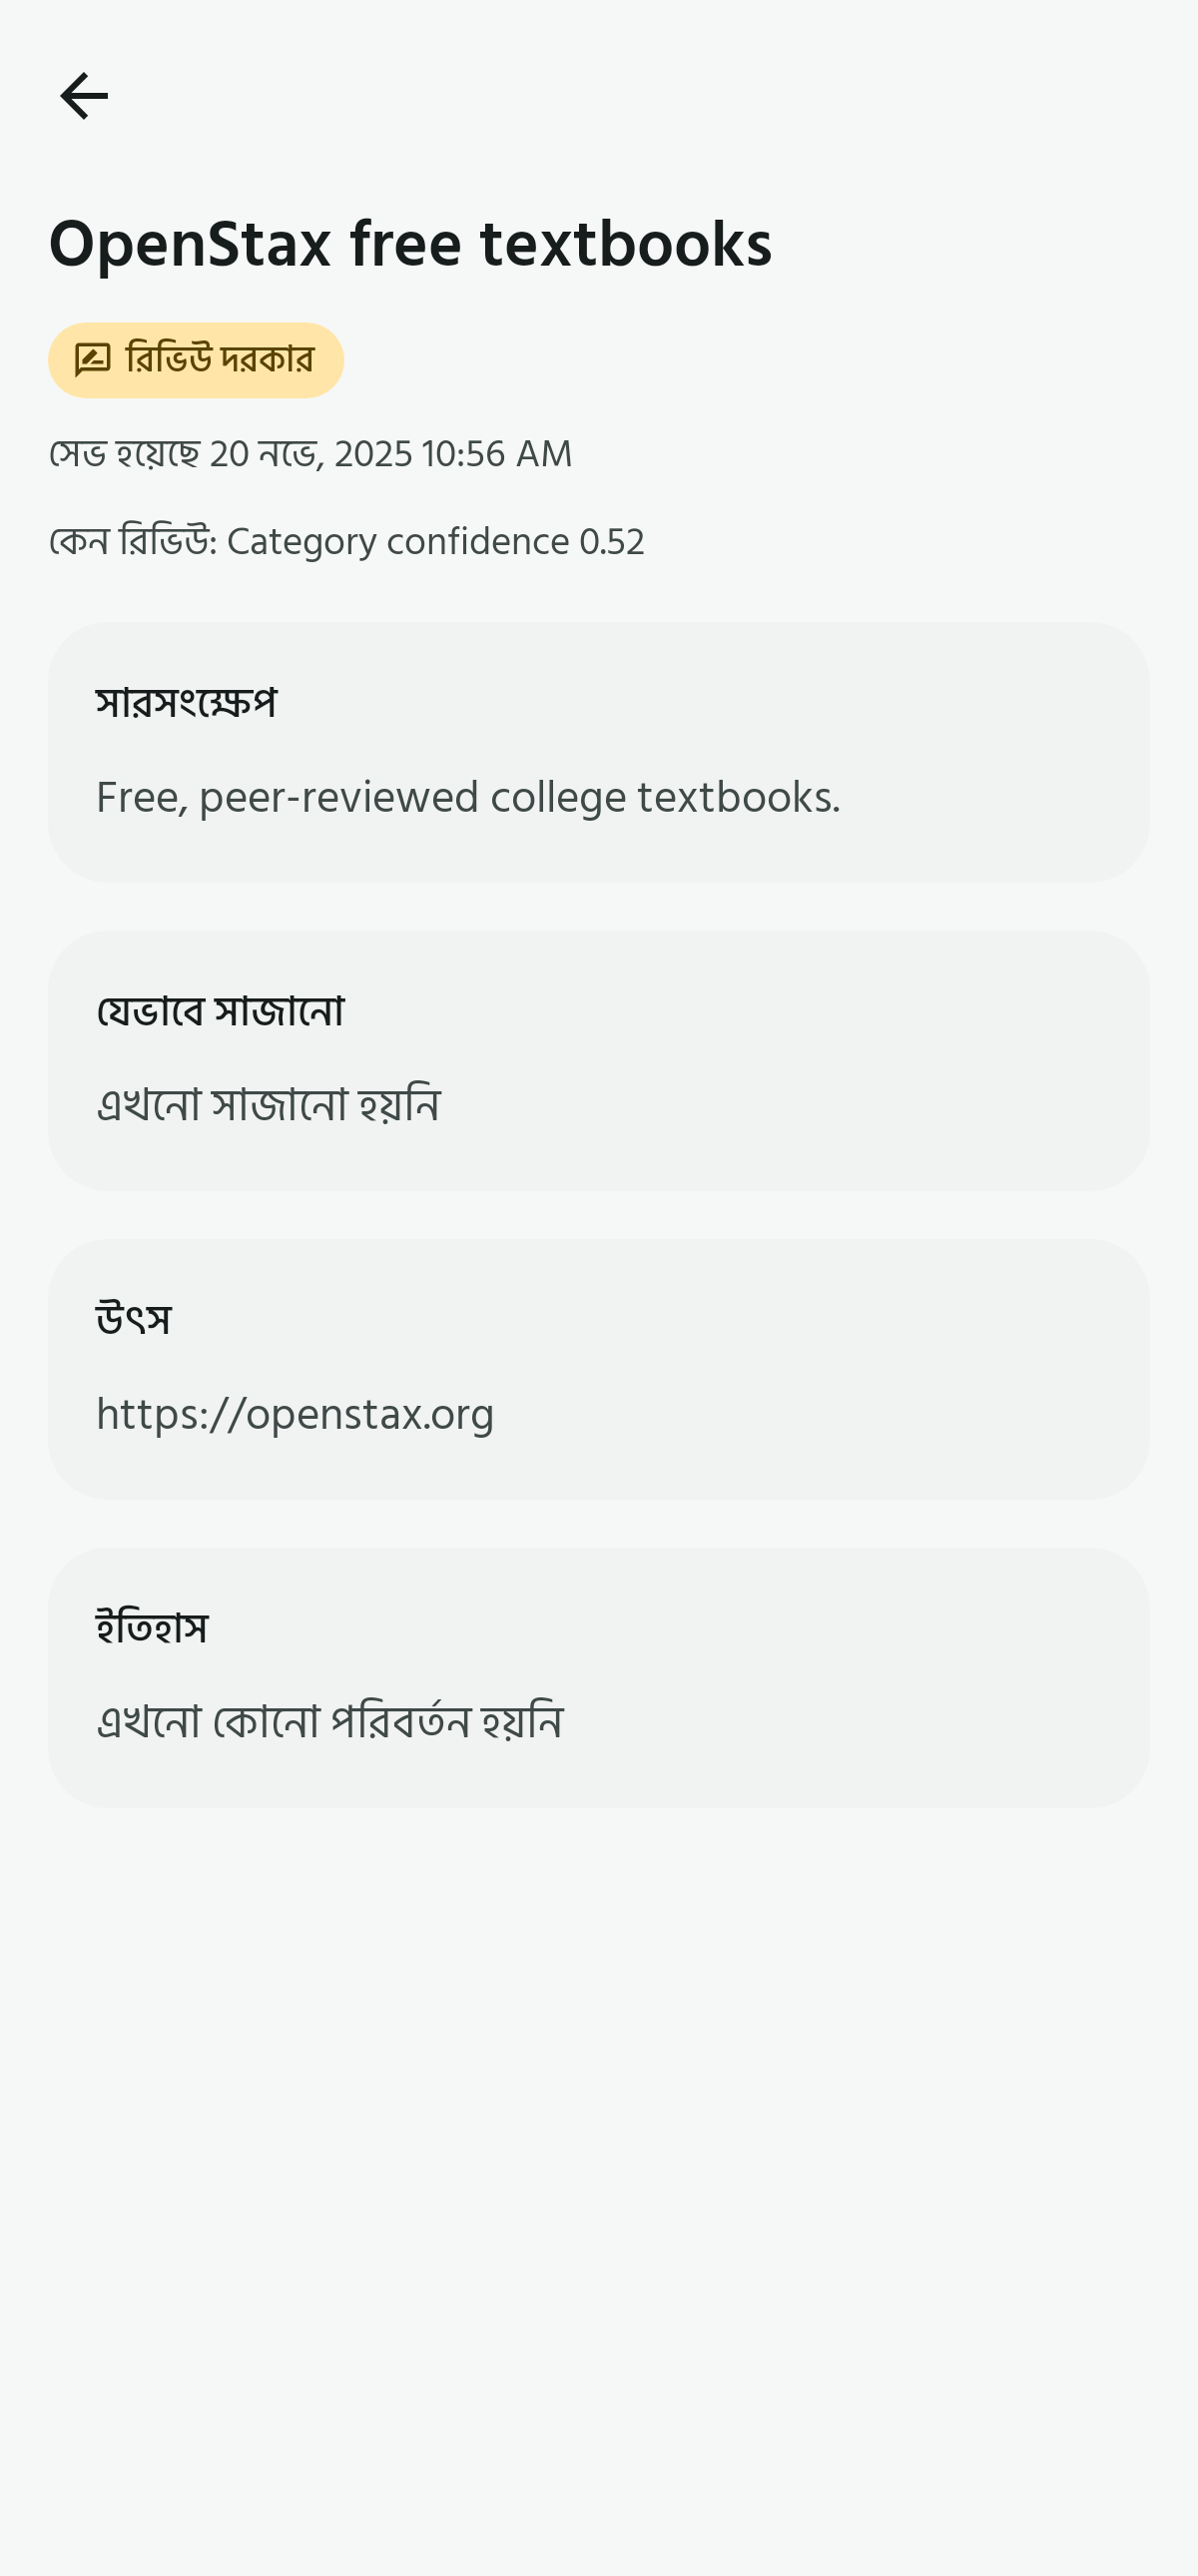 OpenStax free textbooks
রিভিউ দরকার
সেভ হয়েছে 20 নভে, 2025 10:56 AM
কেন রিভিউ: Category confidence 0.52
সারসংক্ষেপ
Free, peer-reviewed college textbooks.
যেভাবে সাজানো
এখনো সাজানো হয়নি
উৎস
https://openstax.org
ইতিহাস
এখনো কোনো পরিবর্তন হয়নি